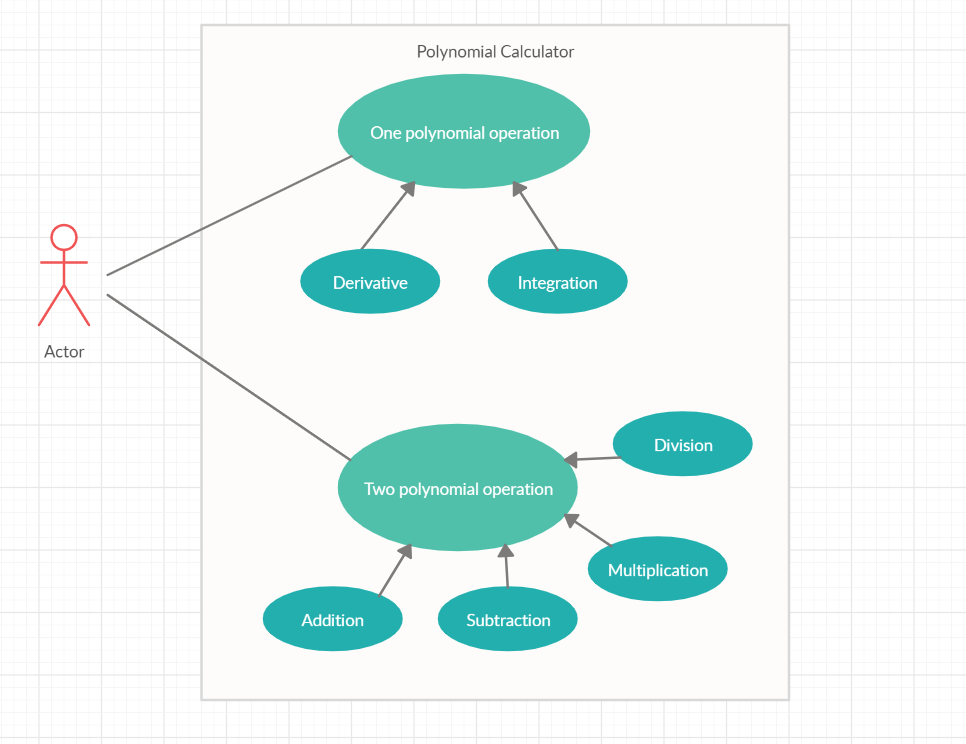 Polynomial Calculator
One polynomial operation
Derivative
Integration
Actor
Two polynomial operation
Division
Multiplication
Addition
Subtraction